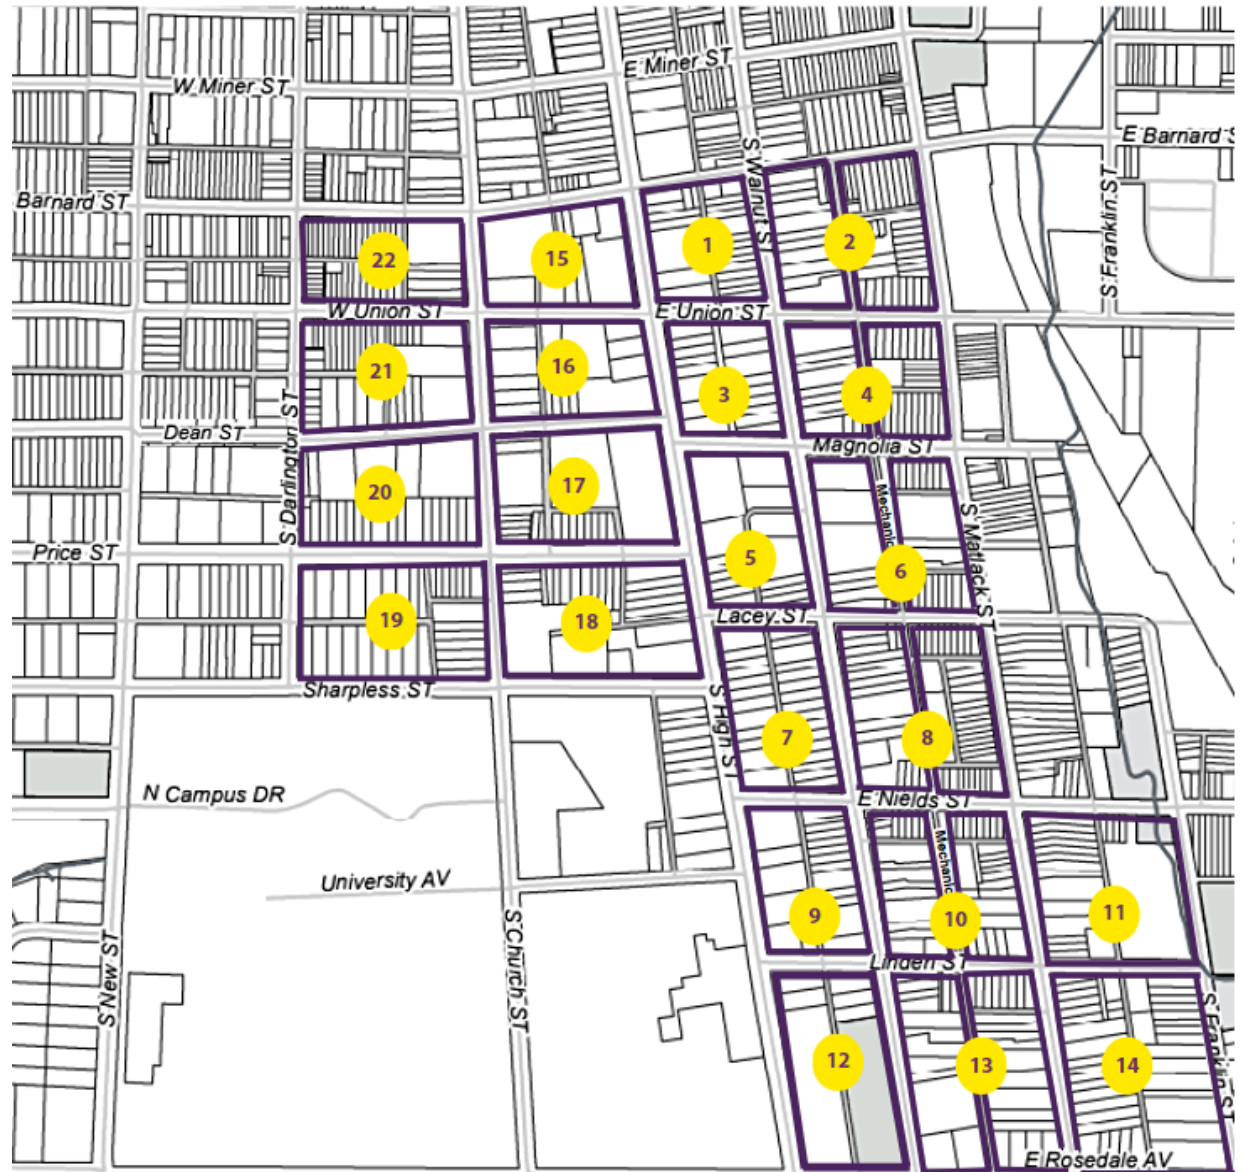 E Miner ST
W Miner ST
E Barnard S
S Walnut S
S Franklin ST
Barnard ST
1
2
22
15
W Union ST
E Union ST
21
16
3
4
S Darlington ST
Dean ST
Magnolia ST
20
17
Mechanic
S Matlack ST
Price ST
5
6
19
18
Lacey ST
Sharpless ST
S High ST
7
8
N Campus DR
E Nields ST
Mechanic
University AV
9
10
11
S Church ST
S New ST
Linden ST
S Franklin ST
12
13
14
E Rosedale AV